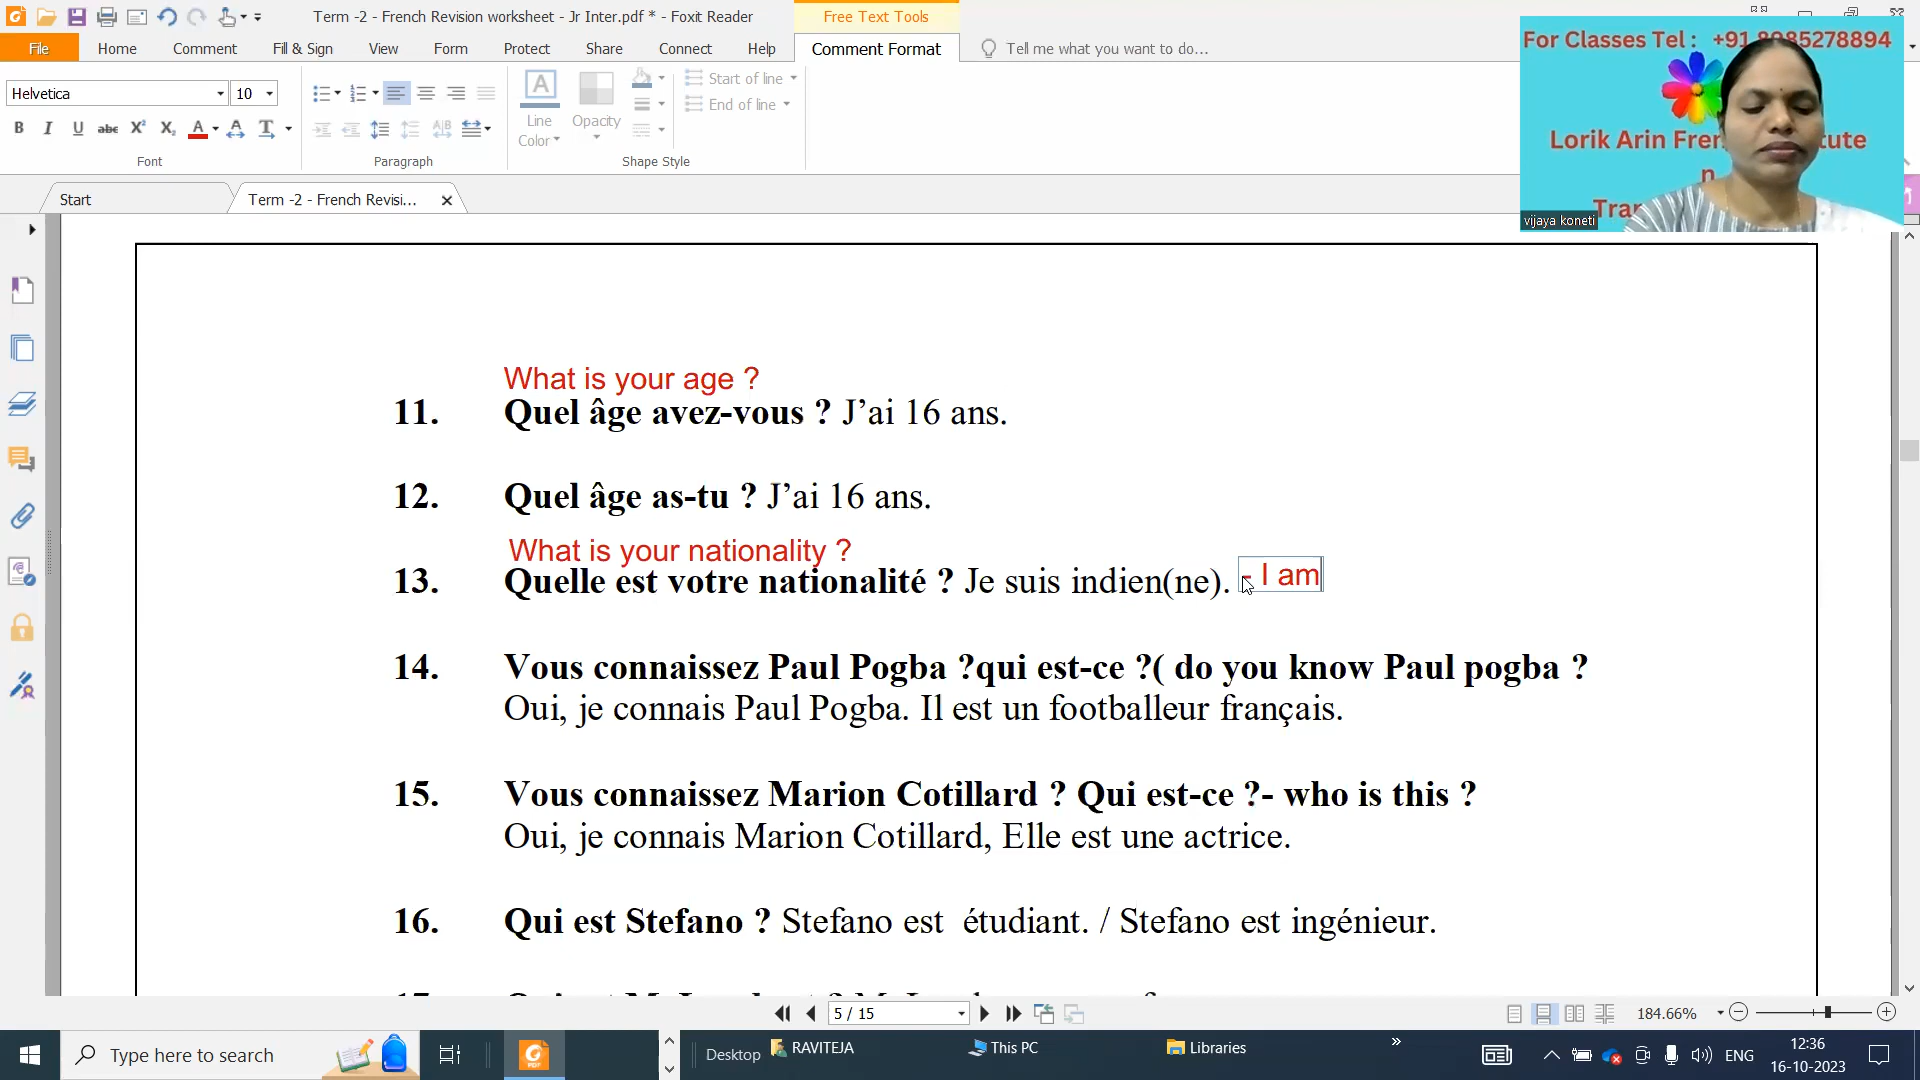 Term -2 - French Revision worksheet - Jr Inter.pdf * - Foxit Reader
Free Text Tools
File Home Comment Fill & Sign View Form Protect Share Connect Help Comment Format Tell me what you want to do...
Helvetica 10
Start of line
End of line
Line Color
Opacity
Font Paragraph Shape Style
Start
Term -2 - French Revisi...
For Classes Tel : +91
85278894
Lorik Arin
vijaya koneti
What is your age ?
11. Quel âge avez-vous ? J’ai 16 ans.
12. Quel âge as-tu ? J’ai 16 ans.
What is your nationality ?
13. Quelle est votre nationalité ? Je suis indien(ne). - I am
14. Vous connaissez Paul Pogba ?qui est-ce ?( do you know Paul pogba ?
Oui, je connais Paul Pogba. Il est un footballeur français.
15. Vous connaissez Marion Cotillard ? Qui est-ce ?- who is this ?
Oui, je connais Marion Cotillard, Elle est une actrice.
16. Qui est Stefano ? Stefano est étudiant. / Stefano est ingénieur.
5 / 15
184.66%
Type here to search
Desktop
RAVITEJA
This PC
Libraries
ENG
12:36
16-10-2023